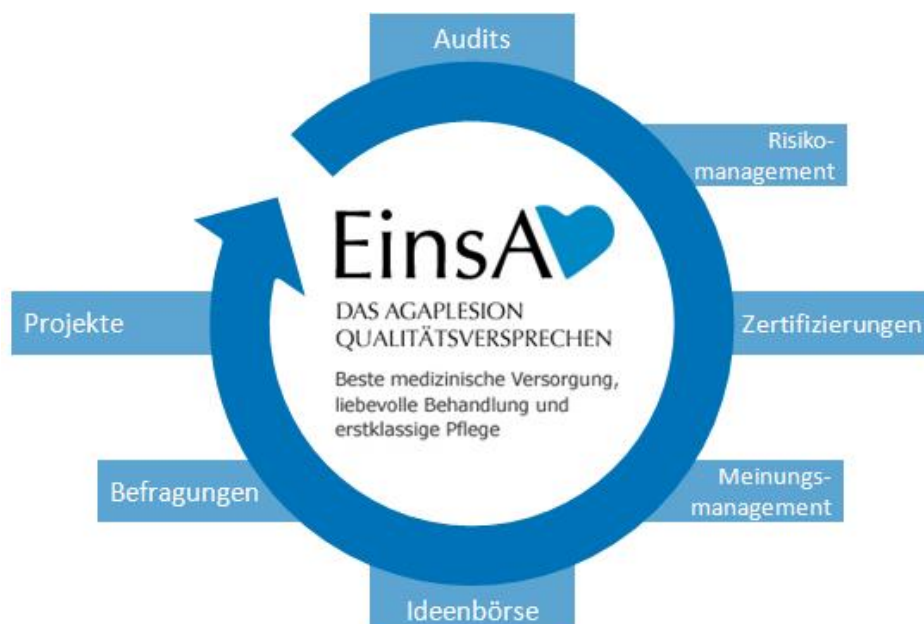 Audits
Risiko-
management
Zertifizierungen
Meinungs-
management
Ideenbörse
Befragungen
Projekte
EinsA
DAS AGAPLESION
QUALITÄTSVERSPRECHEN
Beste medizinische Versorgung,
liebevolle Behandlung und
erstklassige Pflege